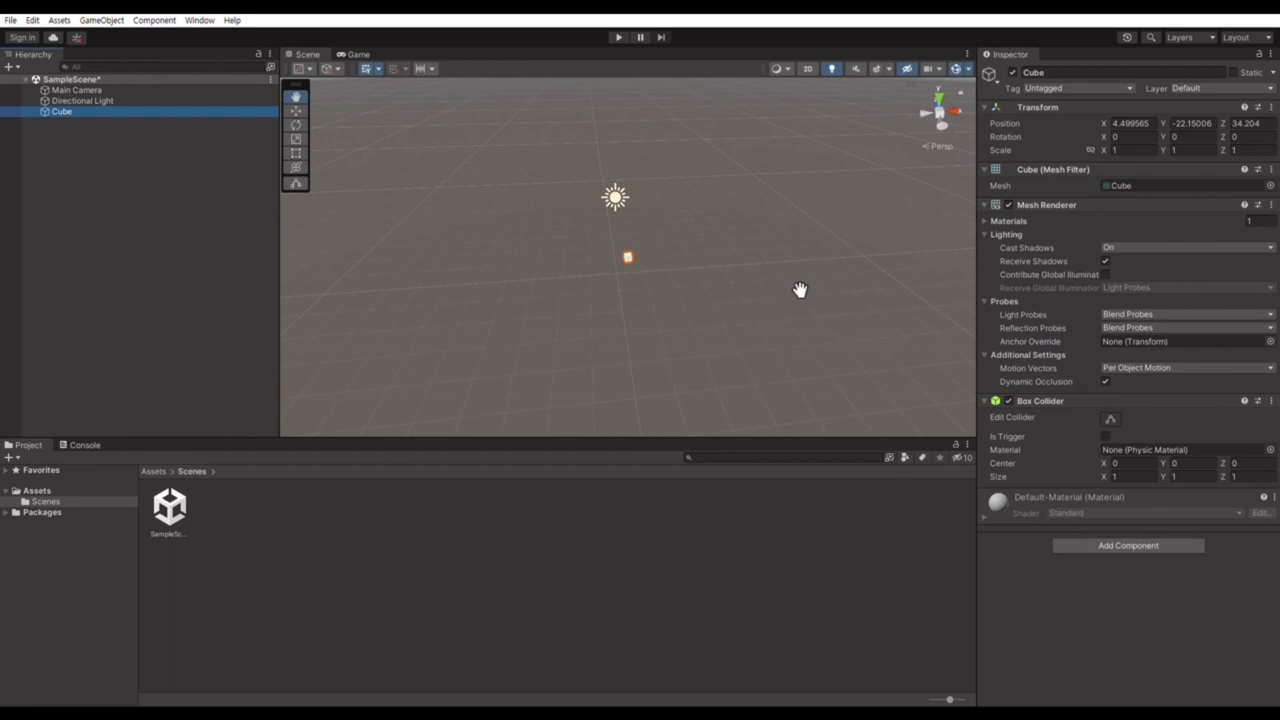 File Edit Assets GameObject Component Window Help
Sign in
Layers Layout
Hierarchy
All
SampleScene*
Main Camera
Directional Light
Cube
Scene Game
2D
y
Persp
Inspector
Cube Static
Tag Untagged Layer Default
Transform
Position X 4.499565 Y -22.15006 Z 34.204
Rotation X 0 Y 0 Z 0
Scale X 1 Y 1 Z 1
Cube (Mesh Filter)
Mesh Cube
Mesh Renderer
Materials 1
Lighting
Cast Shadows On
Receive Shadows
Contribute Global Illuminat
Receive Global Illumination Light Probes
Probes
Light Probes Blend Probes
Reflection Probes Blend Probes
Anchor Override None (Transform)
Additional Settings
Motion Vectors Per Object Motion
Dynamic Occlusion
Box Collider
Edit Collider
Is Trigger
Material None (Physic Material)
Center X 0 Y 0 Z 0
Size X 1 Y 1 Z 1
Default-Material (Material)
Shader Standard Edit...
Add Component
Project Console
10
Favorites
Assets
Scenes
Packages
Assets > Scenes >
SampleSc...